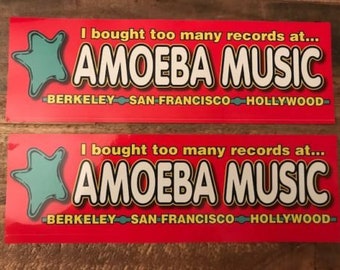 I bought too many records at...
AMOEBA MUSIC
BERKELEY SAN FRANCISCO HOLLYWOOD
I bought too many records at...
AMOEBA MUSIC
BERKELEY SAN FRANCISCO HOLLYWOOD